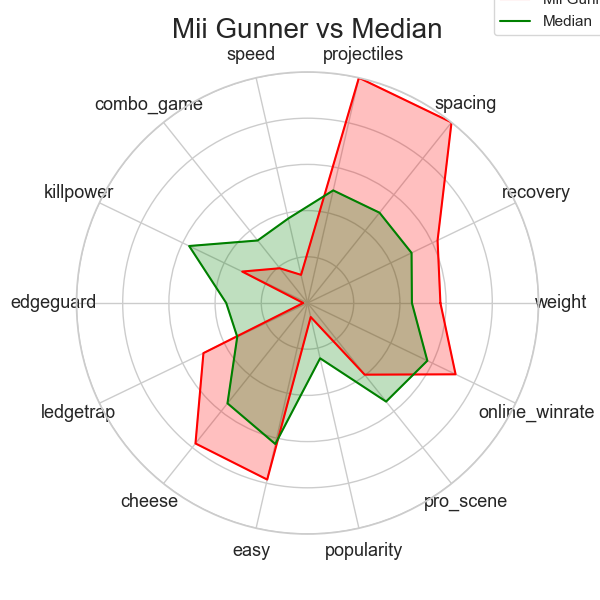 Mii Gunner vs Median
Median
speed
projectiles
combo_game
spacing
killpower
recovery
edgeguard
weight
ledgetrap
online_winrate
cheese
pro_scene
easy
popularity